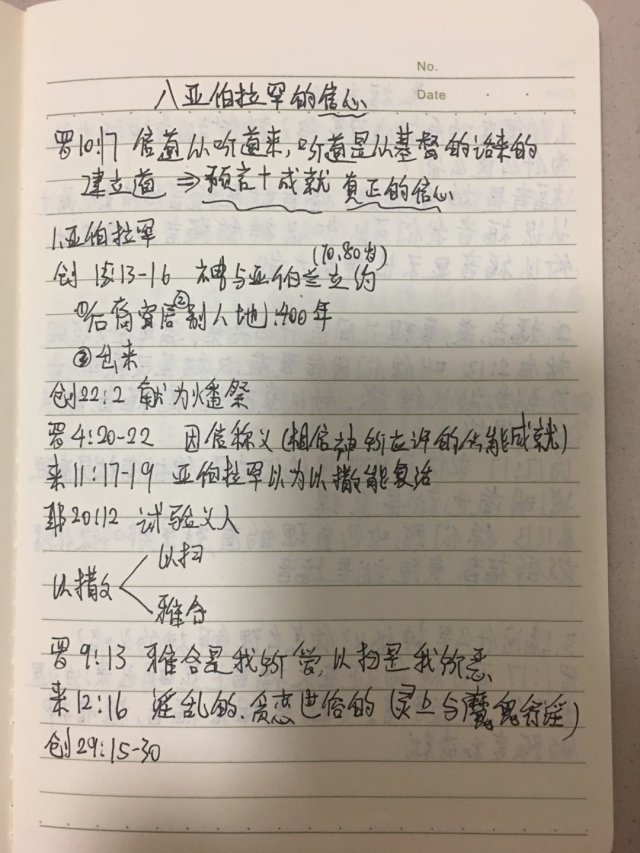 No.
Date
八亚伯拉罕的信心
罗10:17 信道从听道来,听道是从基督的话来的
建立道 ⇒ 预言+成就 真正的信心
1.亚伯拉罕
(70,80岁)
创 15:13-16 神与亚伯兰立约
①后裔寄居②别人地:400年
③出来
创22:2 献为燔祭
罗4:20-22 因信称义(相信神所应许的必能成就)
来11:17-19 亚伯拉罕以为以撒能复活
耶20:12 试验义人
以撒 < 以扫
雅各
罗9:13 雅各是我所爱,以扫是我所恶
来12:16 淫乱的.贪恋世俗的(灵上与魔鬼行淫)
创29:15-30